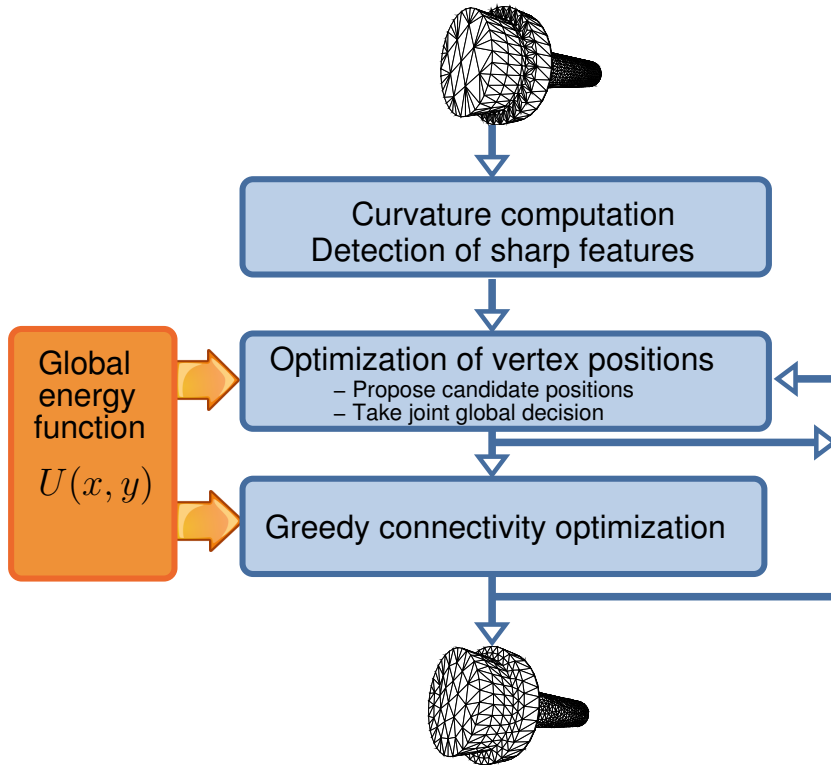 Curvature computation
Detection of sharp features
Global
energy
function
U(x, y)
Optimization of vertex positions
– Propose candidate positions
– Take joint global decision
Greedy connectivity optimization